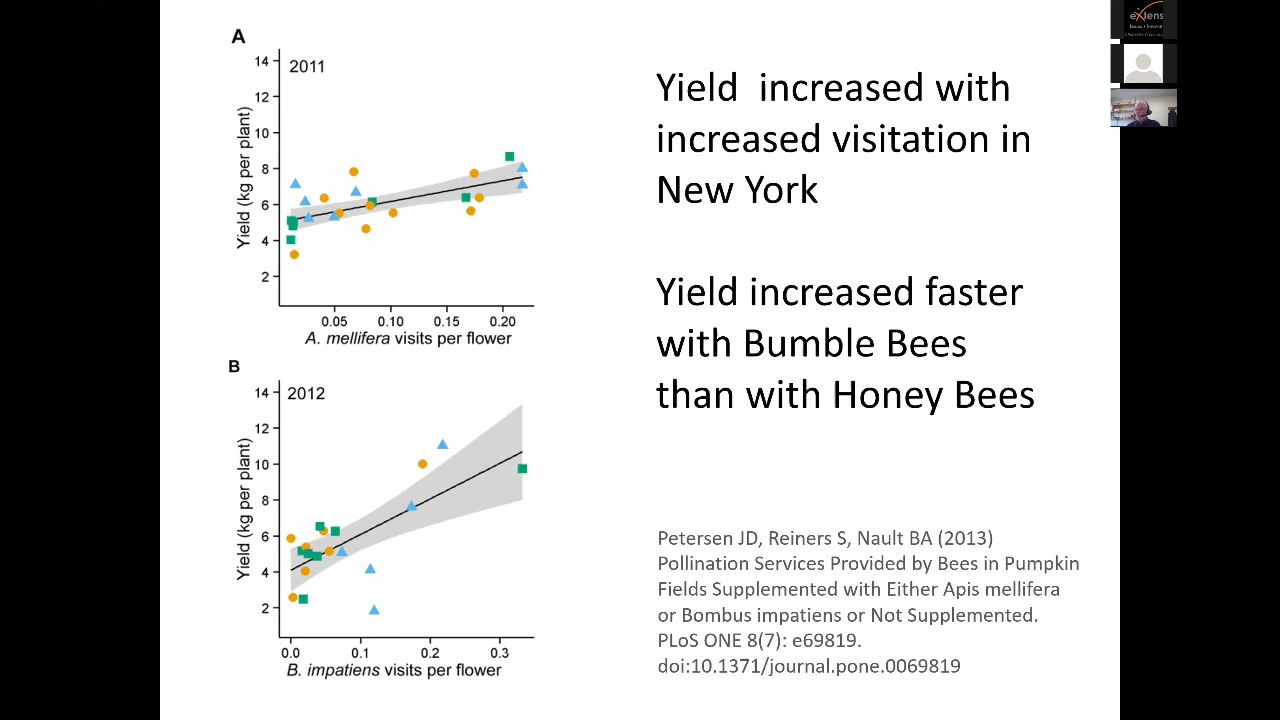 A
2011
14
12
10
8
6
4
2
Yield (kg per plant)
0.05 0.10 0.15 0.20
A. mellifera visits per flower
B
2012
14
12
10
8
6
4
2
Yield (kg per plant)
0.0 0.1 0.2 0.3
B. impatiens visits per flower
Yield increased with
increased visitation in
New York
Yield increased faster
with Bumble Bees
than with Honey Bees
Petersen JD, Reiners S, Nault BA (2013)
Pollination Services Provided by Bees in Pumpkin
Fields Supplemented with Either Apis mellifera
or Bombus impatiens or Not Supplemented.
PLoS ONE 8(7): e69819.
doi:10.1371/journal.pone.0069819
eXtens